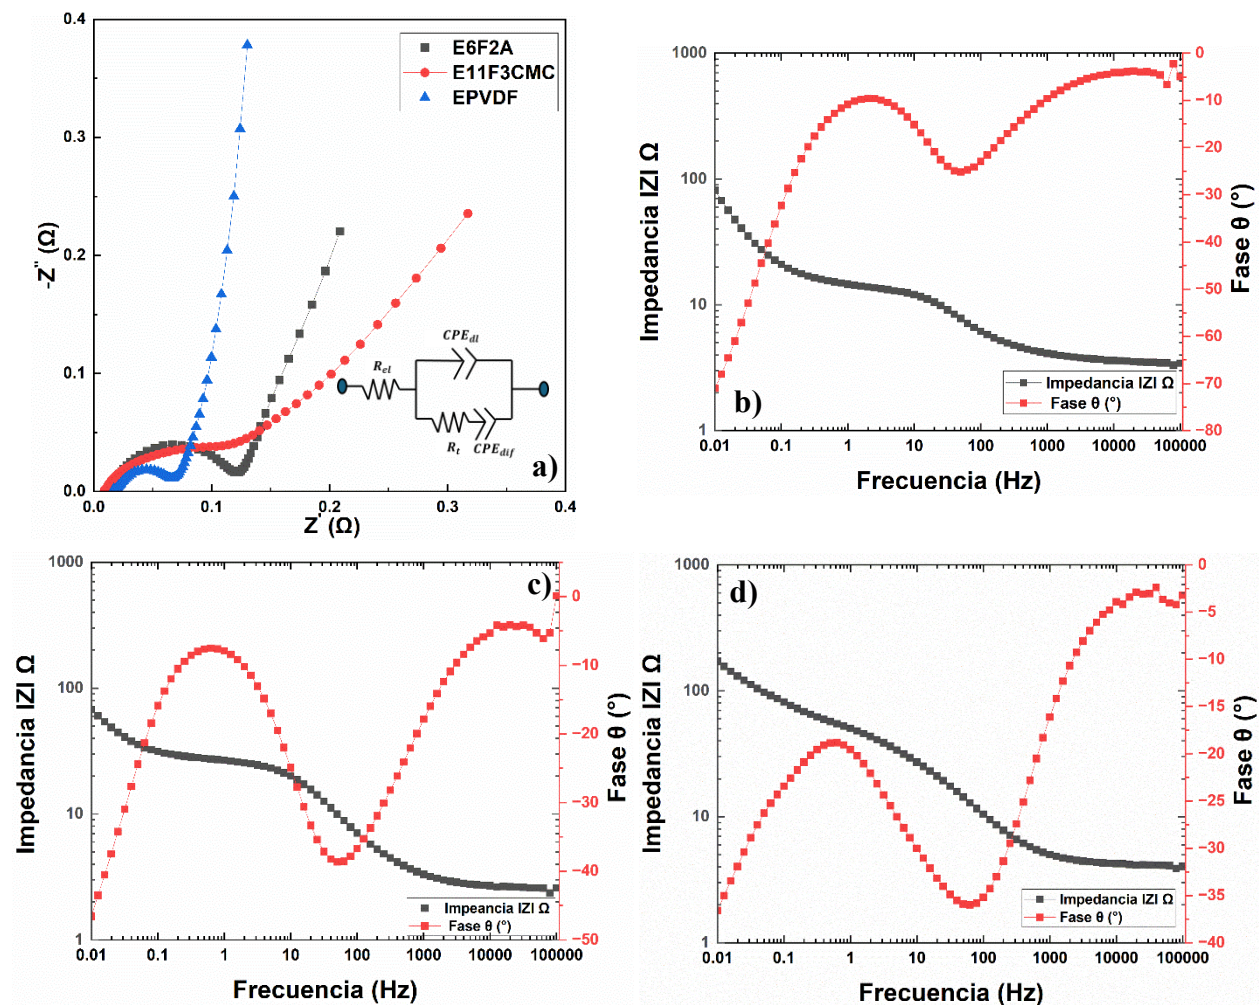 0.4
0.3
0.2
0.1
0.0
-Z'' (Ω)
E6F2A
E11F3CMC
EPVDF
CPE_dl
R_el
R_t
CPE_dif
a)
0.0
0.1
0.2
0.3
0.4
Z' (Ω)
1000
100
10
1
Impedancia IZI Ω
0
−10
−20
−30
−40
−50
−60
−70
−80
Fase θ (°)
b)
Impedancia IZI Ω
Fase θ (°)
0.01
0.1
1
10
100
1000
10000
100000
Frecuencia (Hz)
1000
100
10
1
Impedancia IZI Ω
c)
0
−10
−20
−30
−40
−50
Fase θ (°)
Impeancia IZI Ω
Fase θ (°)
0.01
0.1
1
10
100
1000
10000
100000
Frecuencia (Hz)
1000
100
10
1
Impedancia IZI Ω
d)
0
−5
−10
−15
−20
−25
−30
−35
−40
Fase θ (°)
Impedancia IZI Ω
Fase θ (°)
0.01
0.1
1
10
100
1000
10000
100000
Frecuencia (Hz)